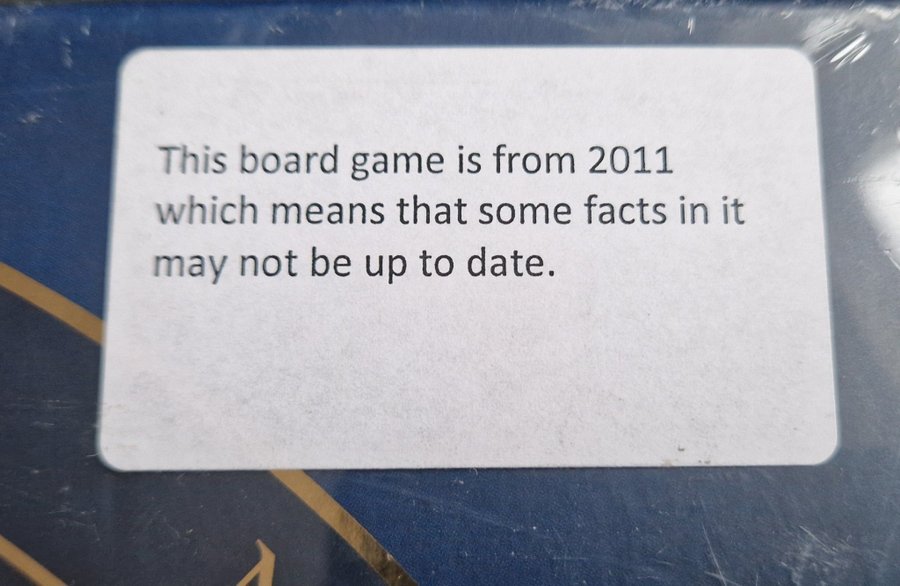 This board game is from 2011
which means that some facts in it
may not be up to date.